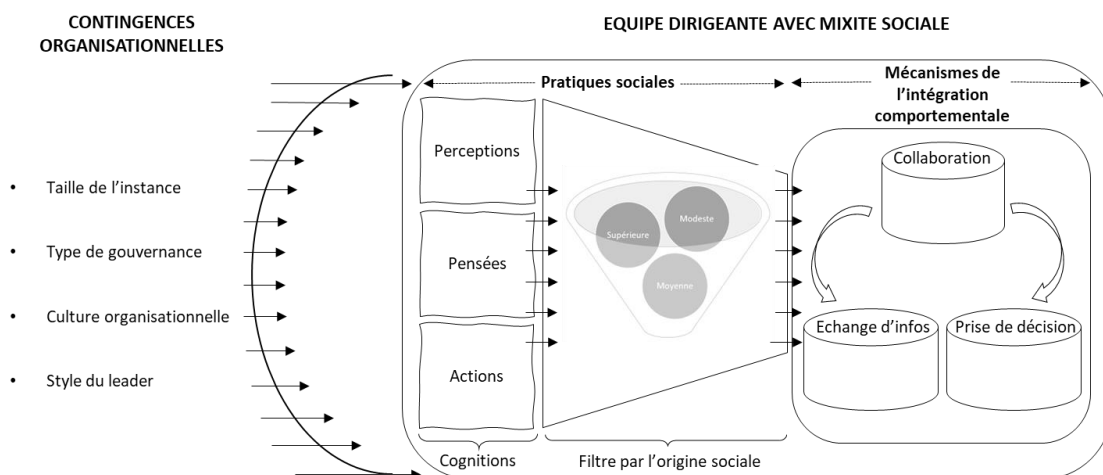 CONTINGENCES
ORGANISATIONNELLES
• Taille de l'instance
• Type de gouvernance
• Culture organisationnelle
• Style du leader
EQUIPE DIRIGEANTE AVEC MIXITE SOCIALE
Pratiques sociales
Mécanismes de
l'intégration
comportementale
Perceptions
Pensées
Actions
Supérieure
Modeste
Moyenne
Collaboration
Echange d'infos
Prise de décision
Cognitions
Filtre par l'origine sociale